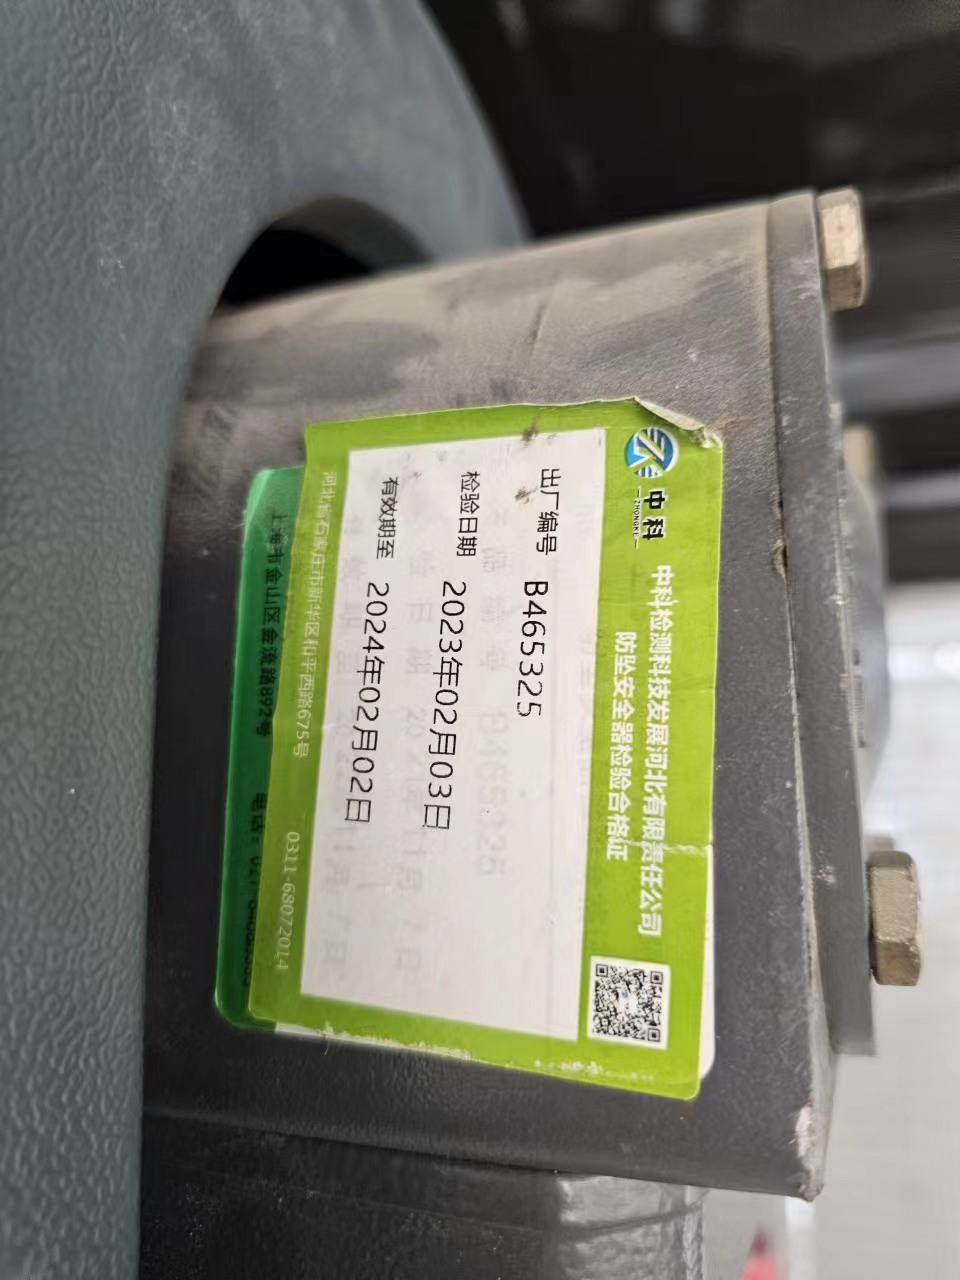 中科
ZHONGKE
中科检测科技发展河北有限责任公司
防坠安全器检验合格证
出厂编号 B465325
检验日期 2023年02月03日
有效期至 2024年02月02日
河北省石家庄市新华区和平西路675号 0311-68072014
上海市金山区金流路892号